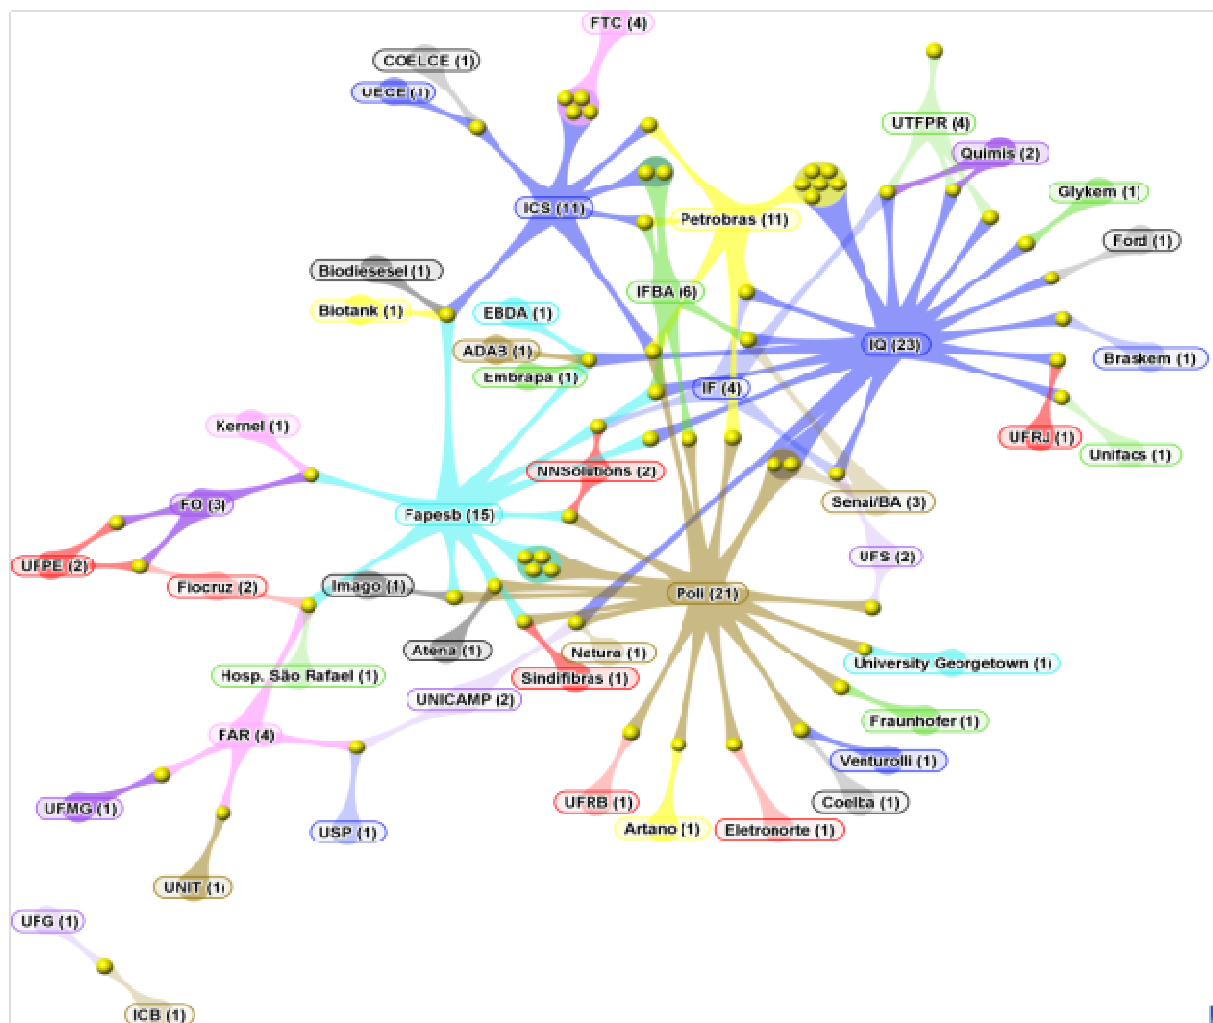 FTC (4)
COELCE (1)
UECE (1)
UTFPR (4)
Quimis (2)
Glykem (1)
ICS (11)
Petrobras (11)
Ford (1)
Biodiesesel (1)
IFBA (6)
Biotank (1)
EBDA (1)
IQ (23)
ADAB (1)
Braskem (1)
Embrapa (1)
IF (4)
Kernel (1)
UFRJ (1)
Unifacs (1)
NNSolutions (2)
FO (3)
Senai/BA (3)
Fapesb (15)
UFS (2)
UFPE (2)
Fiocruz (2)
Imago (1)
Poli (21)
Atena (1)
Natura (1)
University Georgetown (1)
Hosp. São Rafael (1)
Sindifibras (1)
UNICAMP (2)
Fraunhofer (1)
FAR (4)
Venturolli (1)
UFMG (1)
UFRB (1)
Coelba (1)
USP (1)
Artano (1)
Eletronorte (1)
UNIT (1)
UFG (1)
ICB (1)